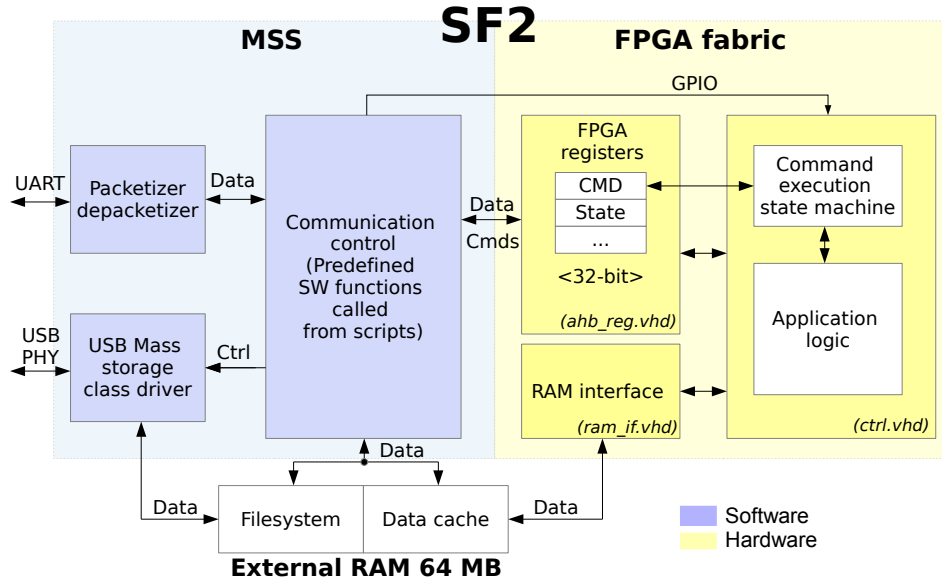 SF2
MSS
FPGA fabric
GPIO
UART
Packetizer
depacketizer
Data
Communication
control
(Predefined
SW functions
called
from scripts)
Data
Cmds
FPGA
registers
CMD
State
...
<32-bit>
(ahb_reg.vhd)
Command
execution
state machine
Application
logic
(ctrl.vhd)
USB
PHY
USB Mass
storage
class driver
Ctrl
RAM interface
(ram_if.vhd)
Data
Data
Filesystem
Data cache
Data
External RAM 64 MB
Software
Hardware